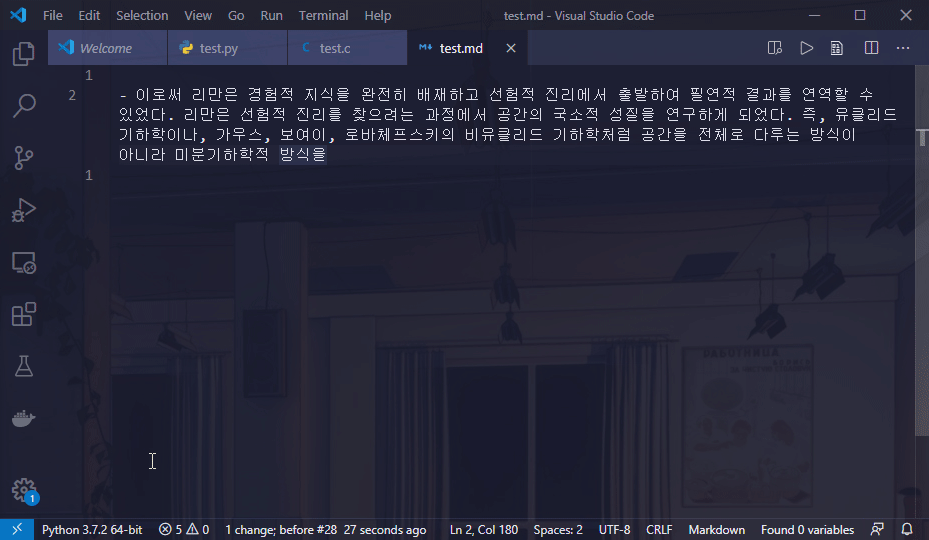 File Edit Selection View Go Run Terminal Help test.md - Visual Studio Code
Welcome test.py C test.c M↓ test.md
1
2 - 이로써 리만은 경험적 지식을 완전히 배재하고 선험적 진리에서 출발하여 필연적 결과를 연역할 수
있었다. 리만은 선험적 진리를 찾으려는 과정에서 공간의 국소적 성질을 연구하게 되었다. 즉, 유클리드
기하학이나, 가우스, 보여이, 로바체프스키의 비유클리드 기하학처럼 공간을 전체로 다루는 방식이
아니라 미분기하학적 방식을
1
1
Python 3.7.2 64-bit 5 0 1 change; before #28 27 seconds ago Ln 2, Col 180 Spaces: 2 UTF-8 CRLF Markdown Found 0 variables